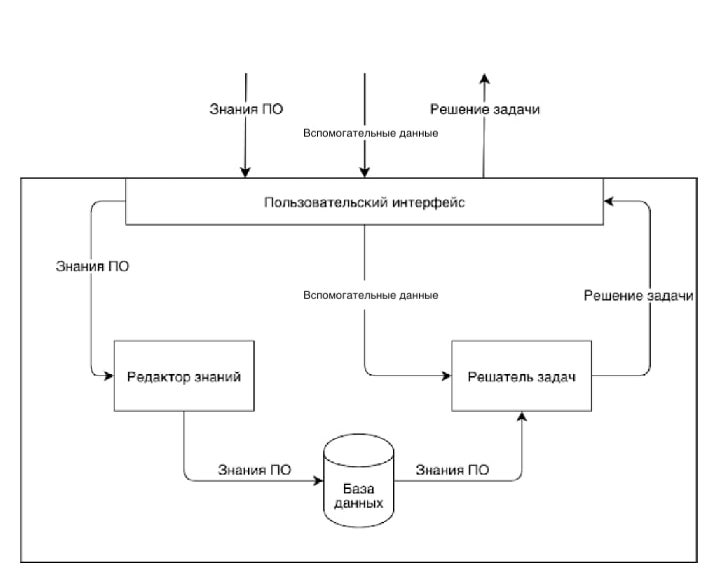 Знания ПО
Решение задачи
Вспомогательные данные
Пользовательский интерфейс
Знания ПО
Вспомогательные данные
Решение задачи
Редактор знаний
Решатель задач
Знания ПО
Знания ПО
База
данных